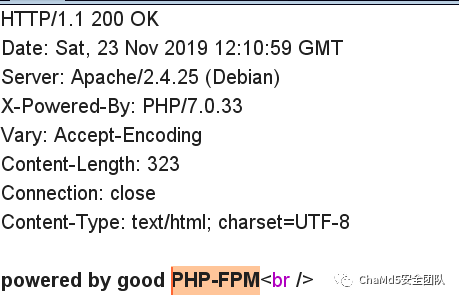 HTTP/1.1 200 OK
Date: Sat, 23 Nov 2019 12:10:59 GMT
Server: Apache/2.4.25 (Debian)
X-Powered-By: PHP/7.0.33
Vary: Accept-Encoding
Content-Length: 323
Connection: close
Content-Type: text/html; charset=UTF-8
powered by good PHP-FPM<br />
ChaMd5安全团队